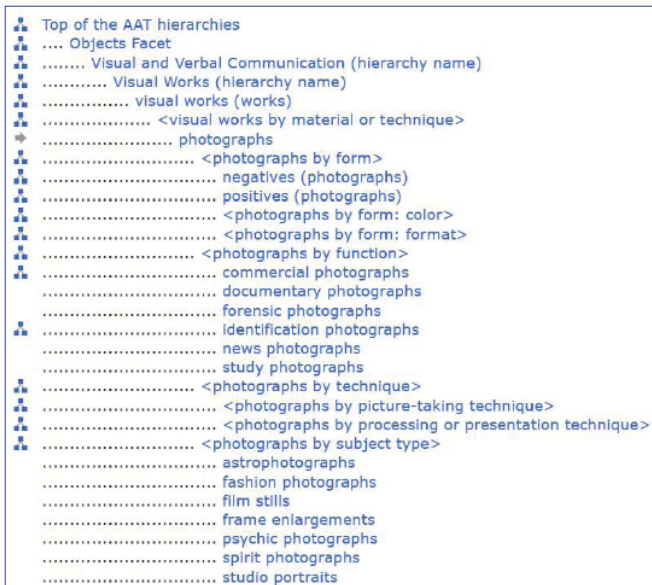 Top of the AAT hierarchies
.... Objects Facet
........ Visual and Verbal Communication (hierarchy name)
............ Visual Works (hierarchy name)
................ visual works (works)
.................... <visual works by material or technique>
........................ photographs
............................ <photographs by form>
................................ negatives (photographs)
................................ positives (photographs)
................................ <photographs by form: color>
................................ <photographs by form: format>
............................ <photographs by function>
................................ commercial photographs
................................ documentary photographs
................................ forensic photographs
................................ identification photographs
................................ news photographs
................................ study photographs
............................ <photographs by technique>
................................ <photographs by picture-taking technique>
................................ <photographs by processing or presentation technique>
............................ <photographs by subject type>
................................ astrophotographs
................................ fashion photographs
................................ film stills
................................ frame enlargements
................................ psychic photographs
................................ spirit photographs
................................ studio portraits